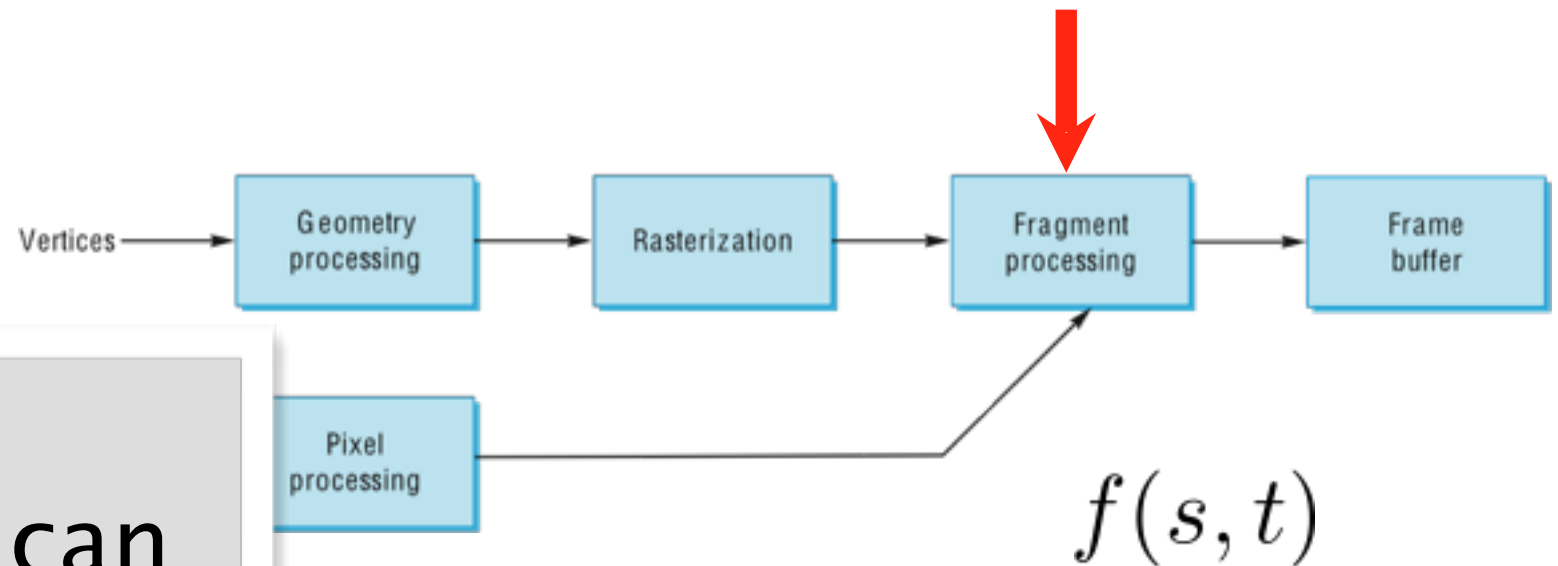 Vertices
Geometry
processing
Rasterization
Fragment
processing
Frame
buffer
Pixel
processing
can
f(s, t)